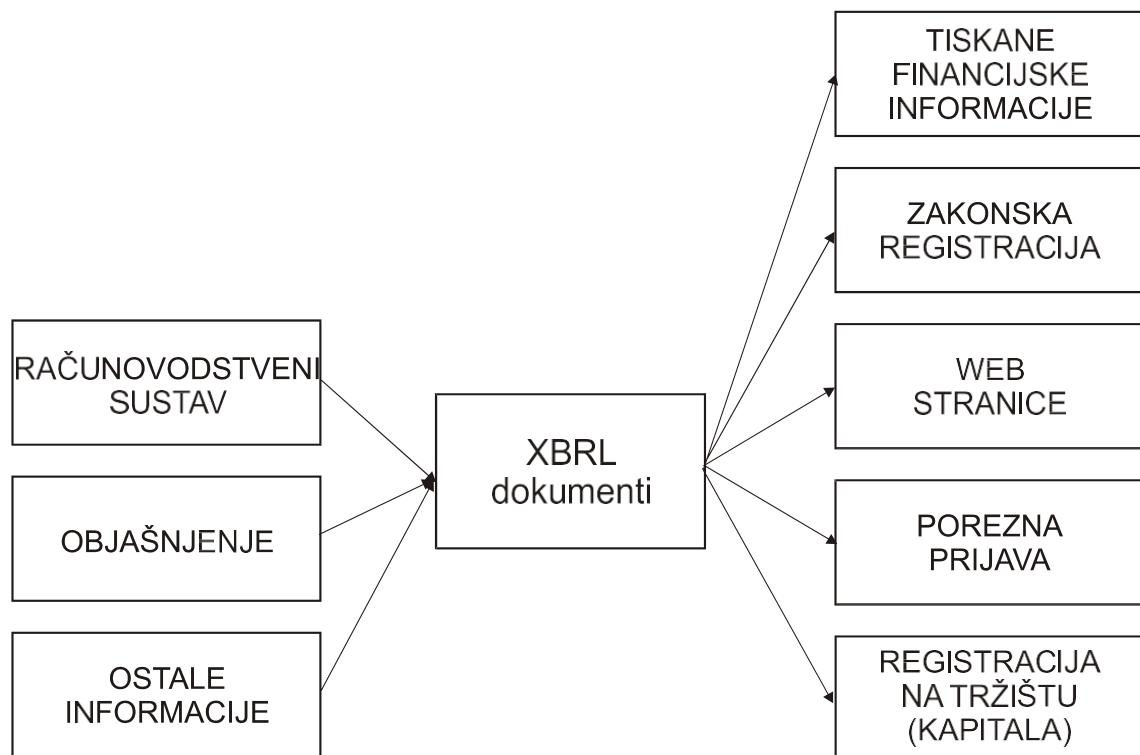 RAČUNOVODSTVENI
SUSTAV
OBJAŠNJENJE
OSTALE
INFORMACIJE
XBRL
dokumenti
TISKANE
FINANCIJSKE
INFORMACIJE
ZAKONSKA
REGISTRACIJA
WEB
STRANICE
POREZNA
PRIJAVA
REGISTRACIJA
NA TRŽIŠTU
(KAPITALA)